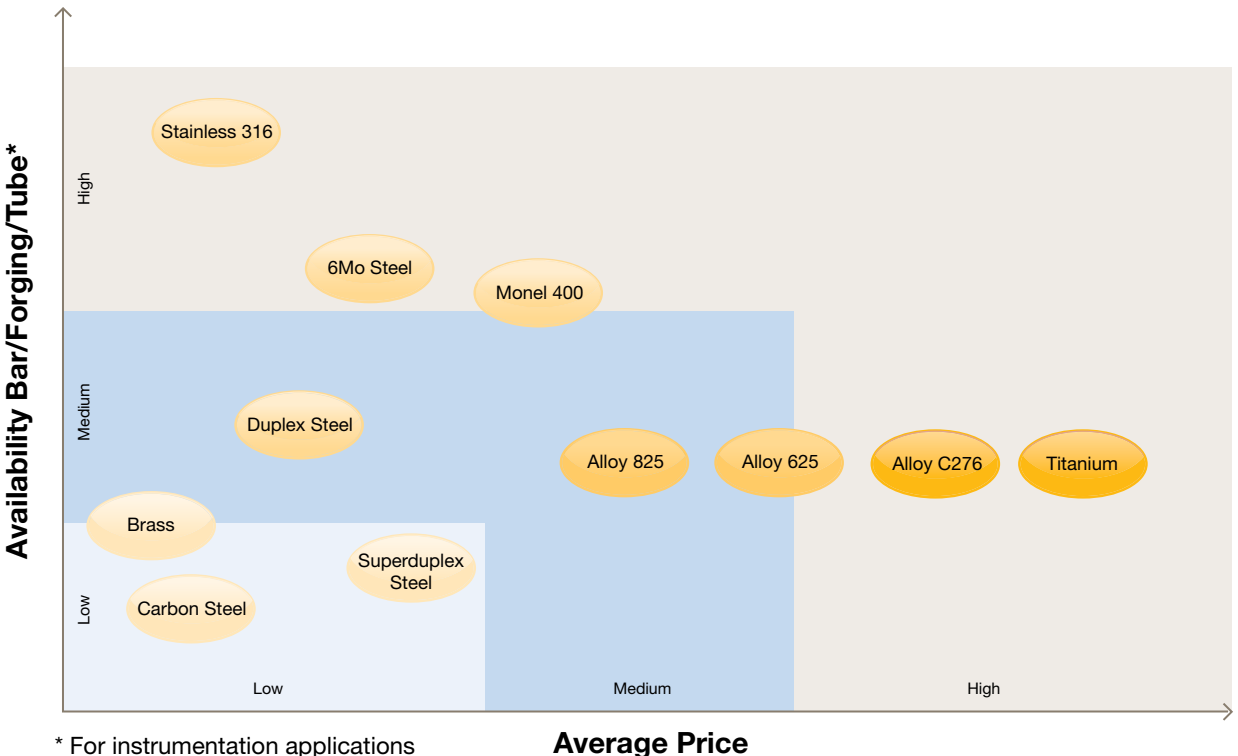 Availability Bar/Forging/Tube*
High
Medium
Low
Stainless 316
6Mo Steel
Monel 400
Duplex Steel
Alloy 825
Alloy 625
Alloy C276
Titanium
Brass
Superduplex
Steel
Carbon Steel
Low
Medium
High
* For instrumentation applications
Average Price